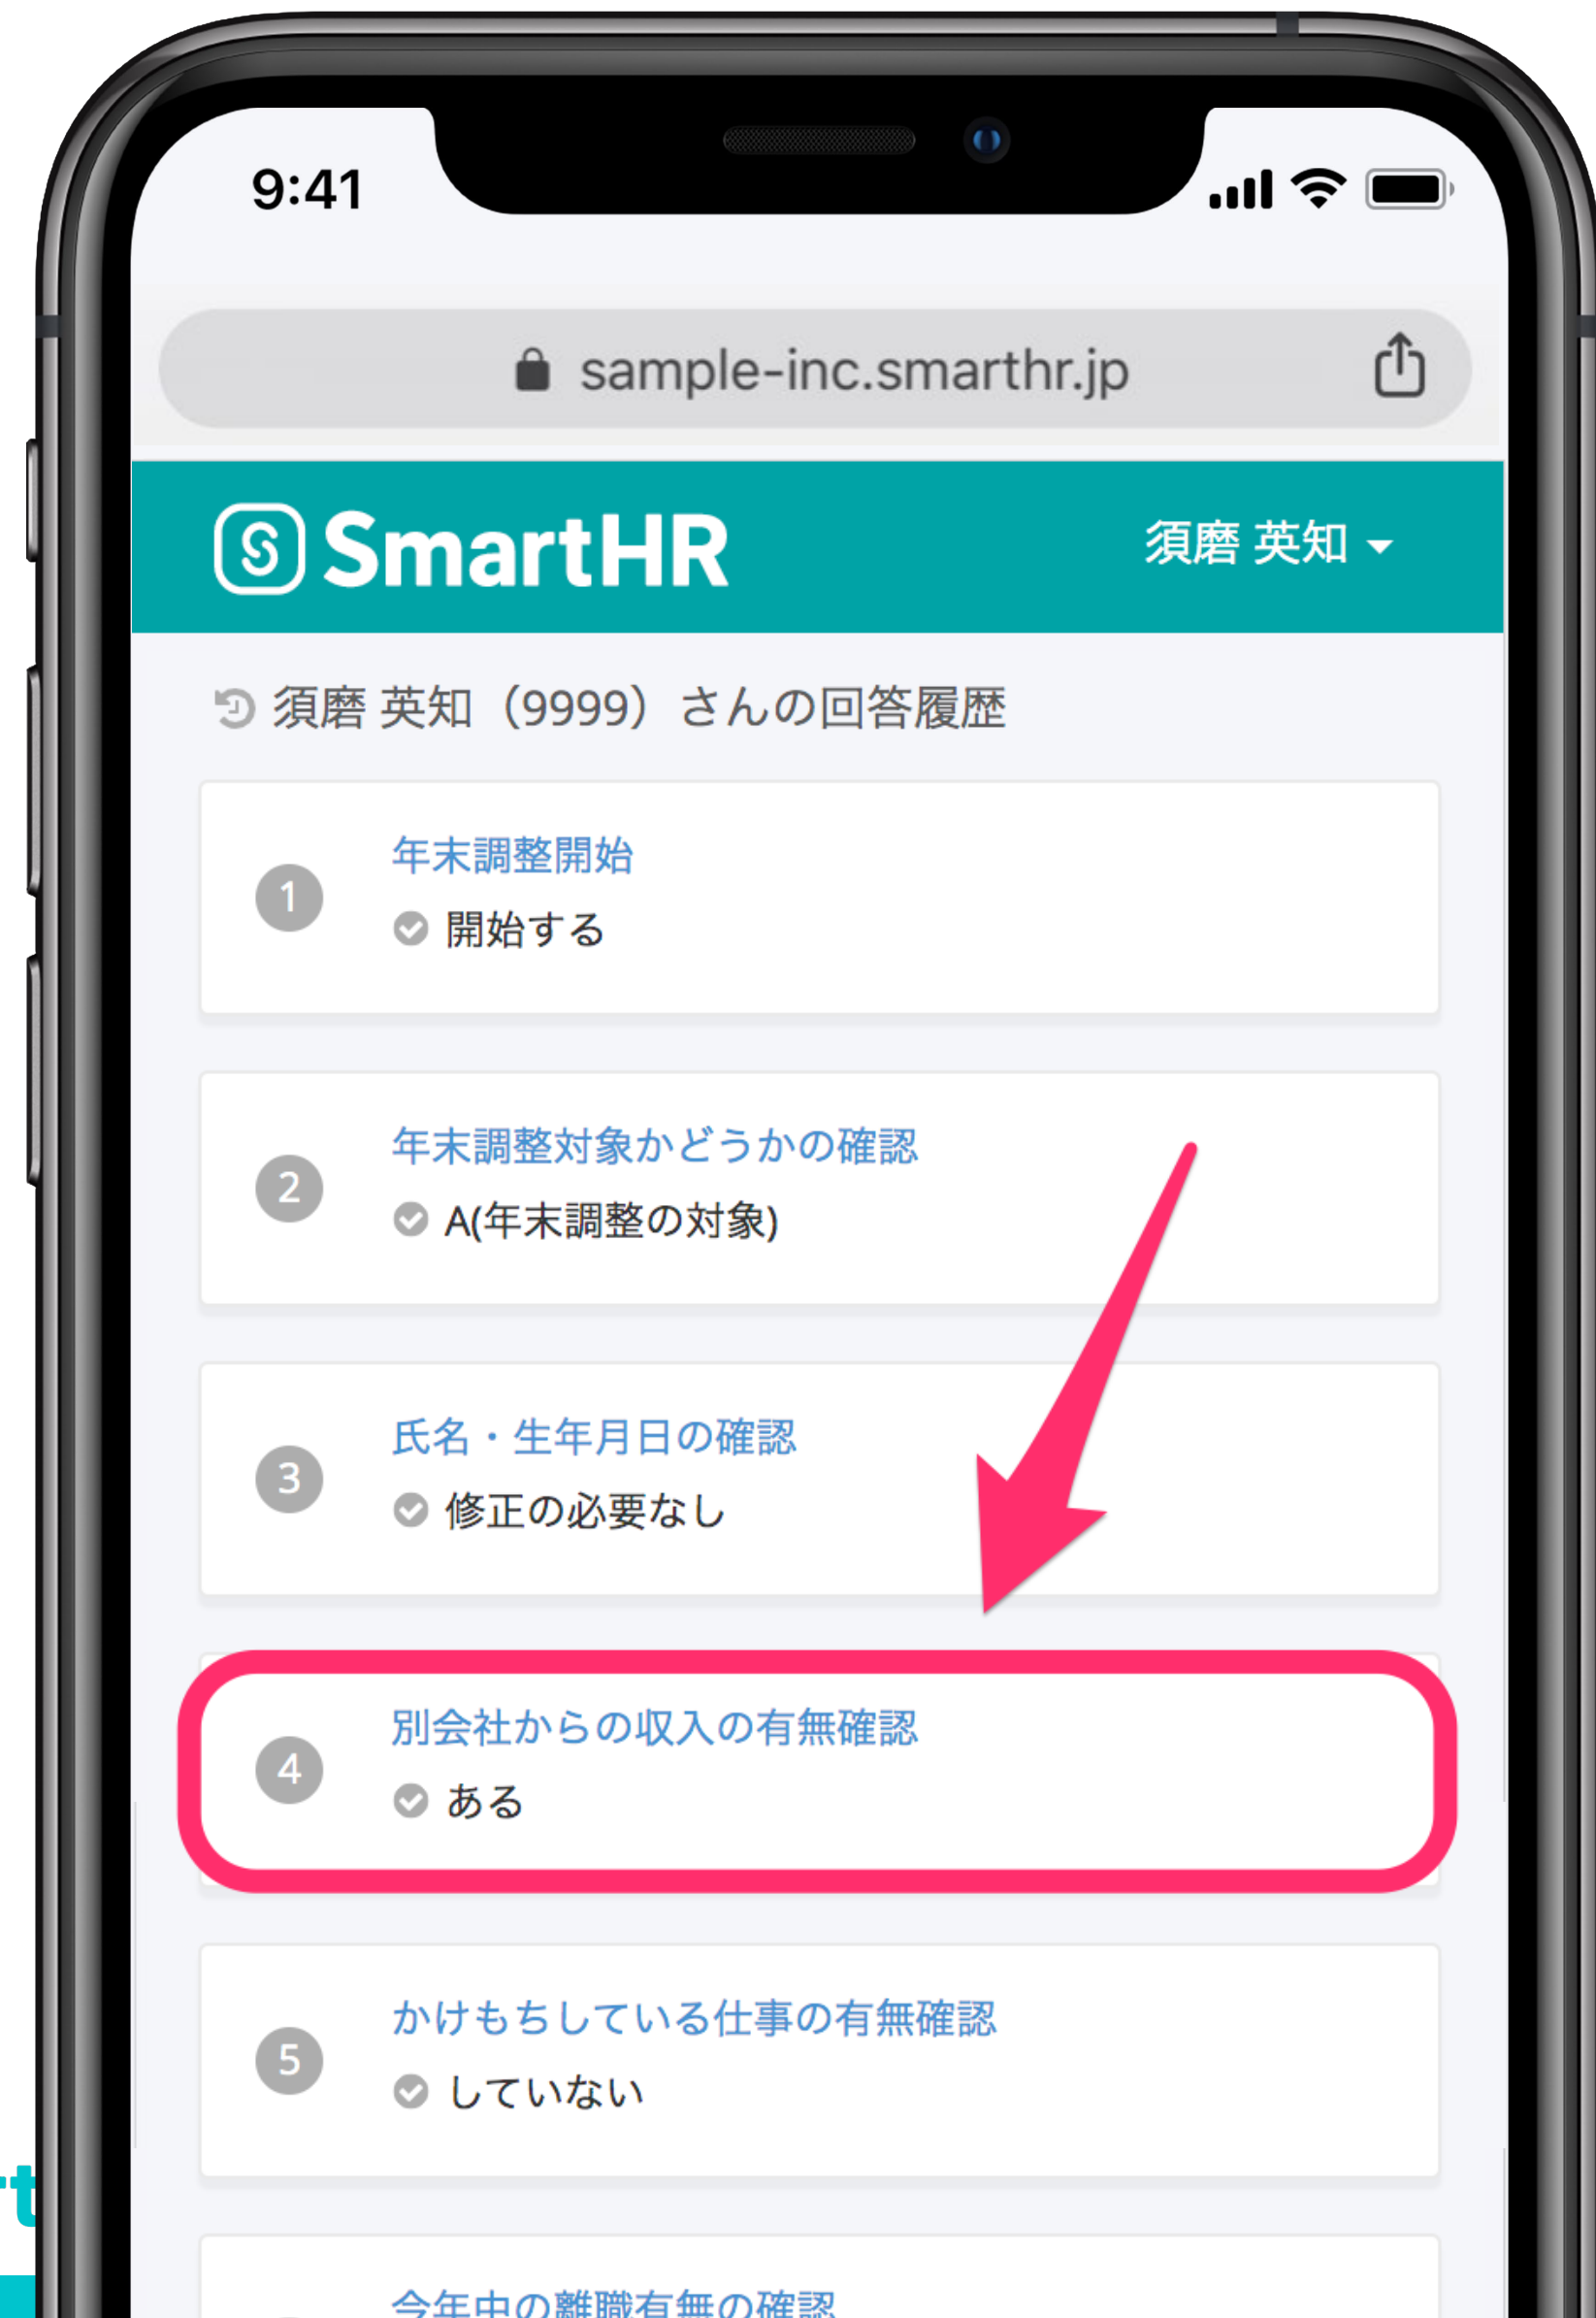 9:41
sample-inc.smarthr.jp
SmartHR
須磨 英知
須磨 英知（9999）さんの回答履歴
1
年末調整開始
開始する
2
年末調整対象かどうかの確認
A(年末調整の対象)
3
氏名・生年月日の確認
修正の必要なし
4
別会社からの収入の有無確認
ある
5
かけもちしている仕事の有無確認
していない
今年中の離職有無の確認